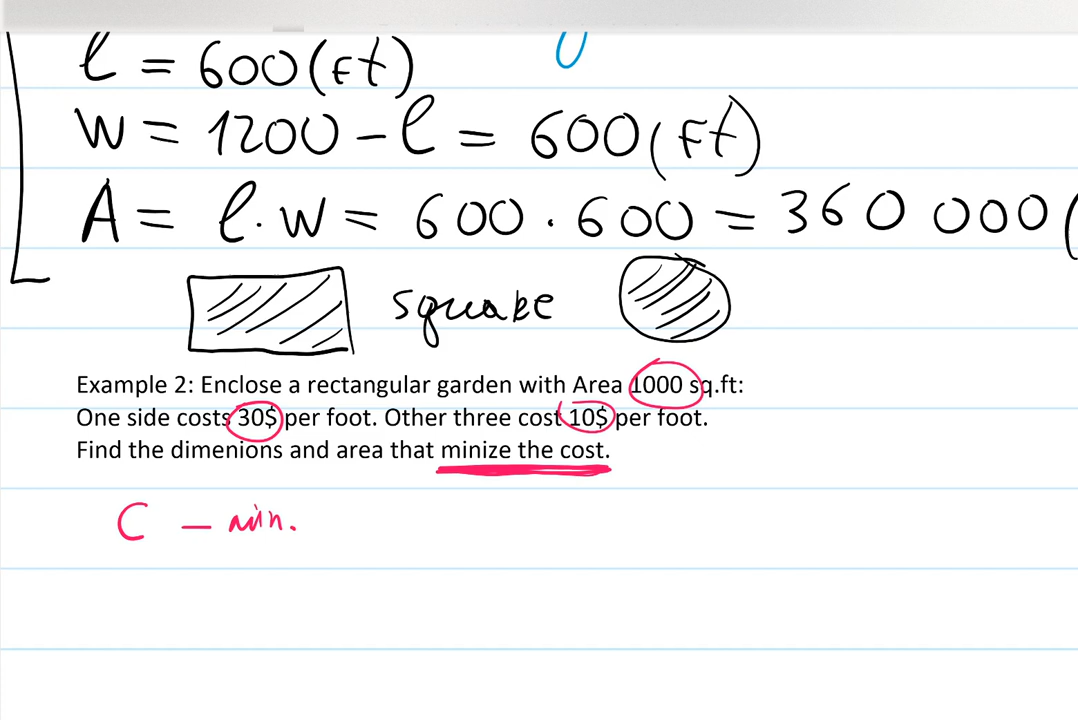 l = 600(ft)
w = 1200 - l = 600(ft)
A = l · w = 600 · 600 = 360 000(
square
Example 2: Enclose a rectangular garden with Area 1000 sq.ft:
One side costs 30$ per foot. Other three cost 10$ per foot.
Find the dimenions and area that minize the cost.
C - min.